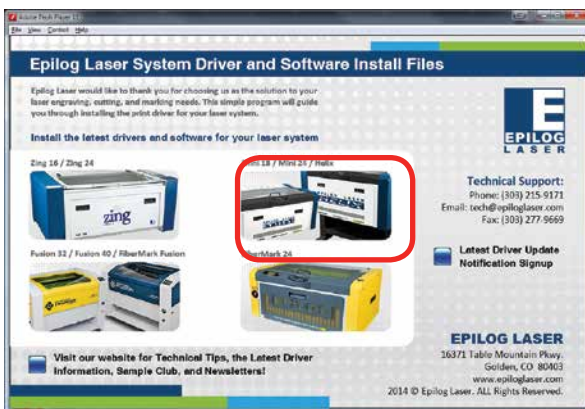 Adobe Flash Player 11
File View Control Help
Epilog Laser System Driver and Software Install Files
Epilog Laser would like to thank you for choosing us as the solution to your
laser engraving, cutting, and marking needs. This simple program will guide
you through installing the print driver for your laser system.
Install the latest drivers and software for your laser system
EPILOG
LASER
Zing 16 / Zing 24
18 / Mini 24 / Helix
zing
Technical Support:
Phone: (303) 215-9171
Email: tech@epiloglaser.com
Fax: (303) 277-9669
Fusion 32 / Fusion 40 / FiberMark Fusion
FiberMark 24
Latest Driver Update
Notification Signup
Visit our website for Technical Tips, the Latest Driver
Information, Sample Club, and Newsletters!
EPILOG LASER
16371 Table Mountain Pkwy.
Golden, CO 80403
www.epiloglaser.com
2014 © Epilog Laser. ALL Rights Reserved.